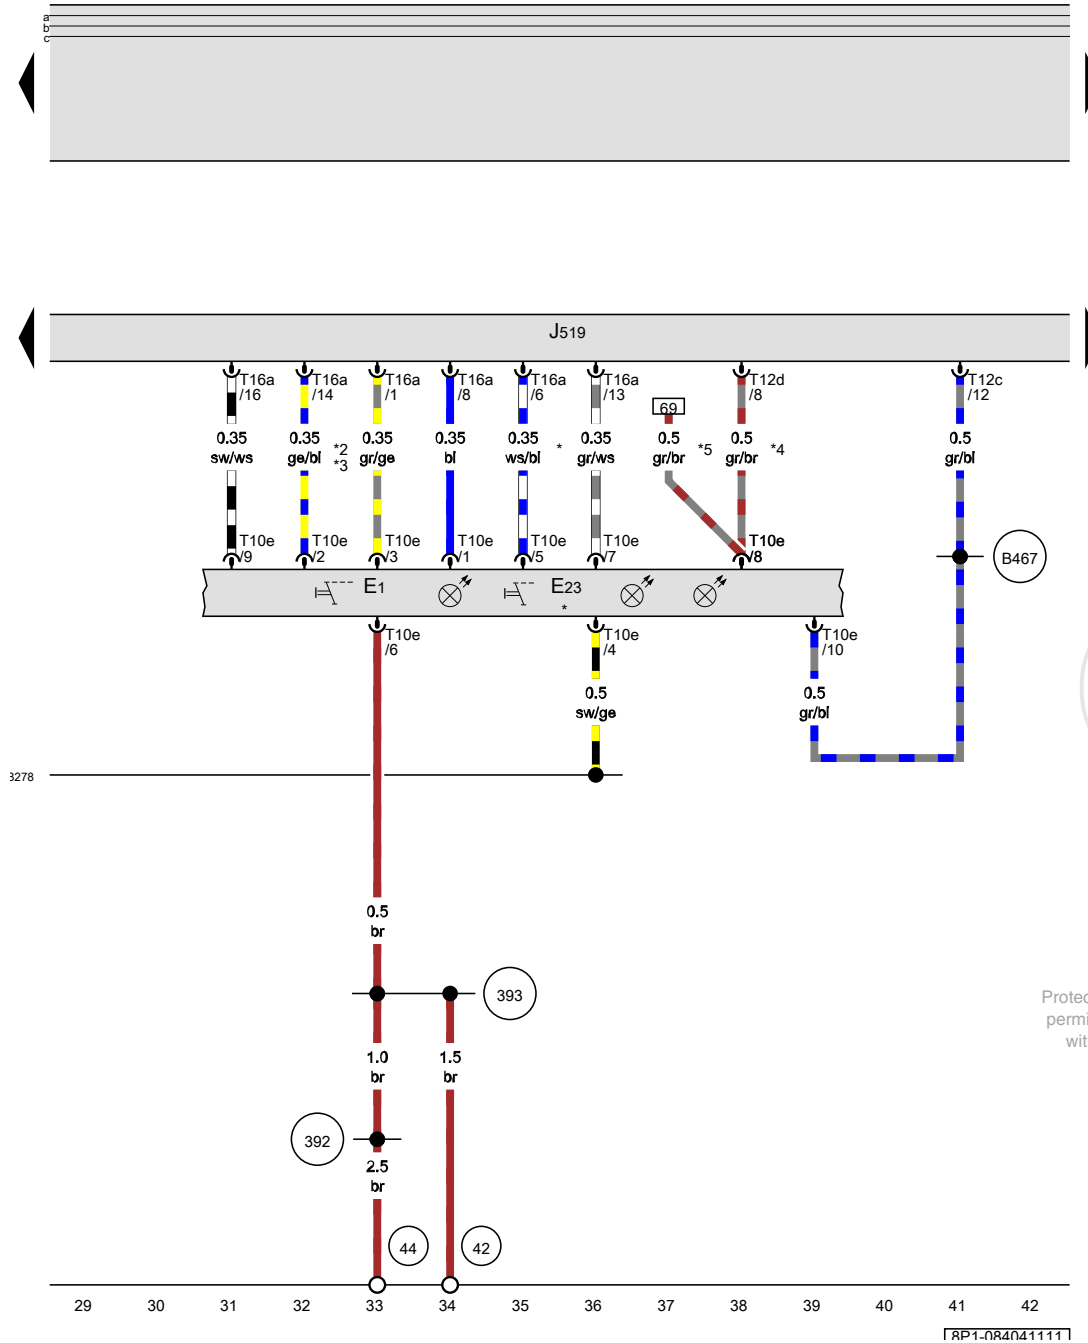 a
b
c
J519
T16a /16
T16a /14
T16a /1
T16a /8
T16a /6
T16a /13
T12d /8
T12c /12
69
0.35 sw/ws
0.35 ge/bl
*2
*3
0.35 gr/ge
0.35 bl
0.35 ws/bl
*
0.35 gr/ws
0.5 gr/br
*5
0.5 gr/br
*4
0.5 gr/bl
T10e /9
T10e /2
T10e /3
T10e /1
T10e /5
T10e /7
T10e /8
B467
E1
E23
*
T10e /6
T10e /4
T10e /10
0.5 sw/ge
0.5 gr/bl
3278
0.5 br
393
1.0 br
1.5 br
392
2.5 br
44
42
Protec
permi
wit
29 30 31 32 33 34 35 36 37 38 39 40 41 42
8P1-084041111